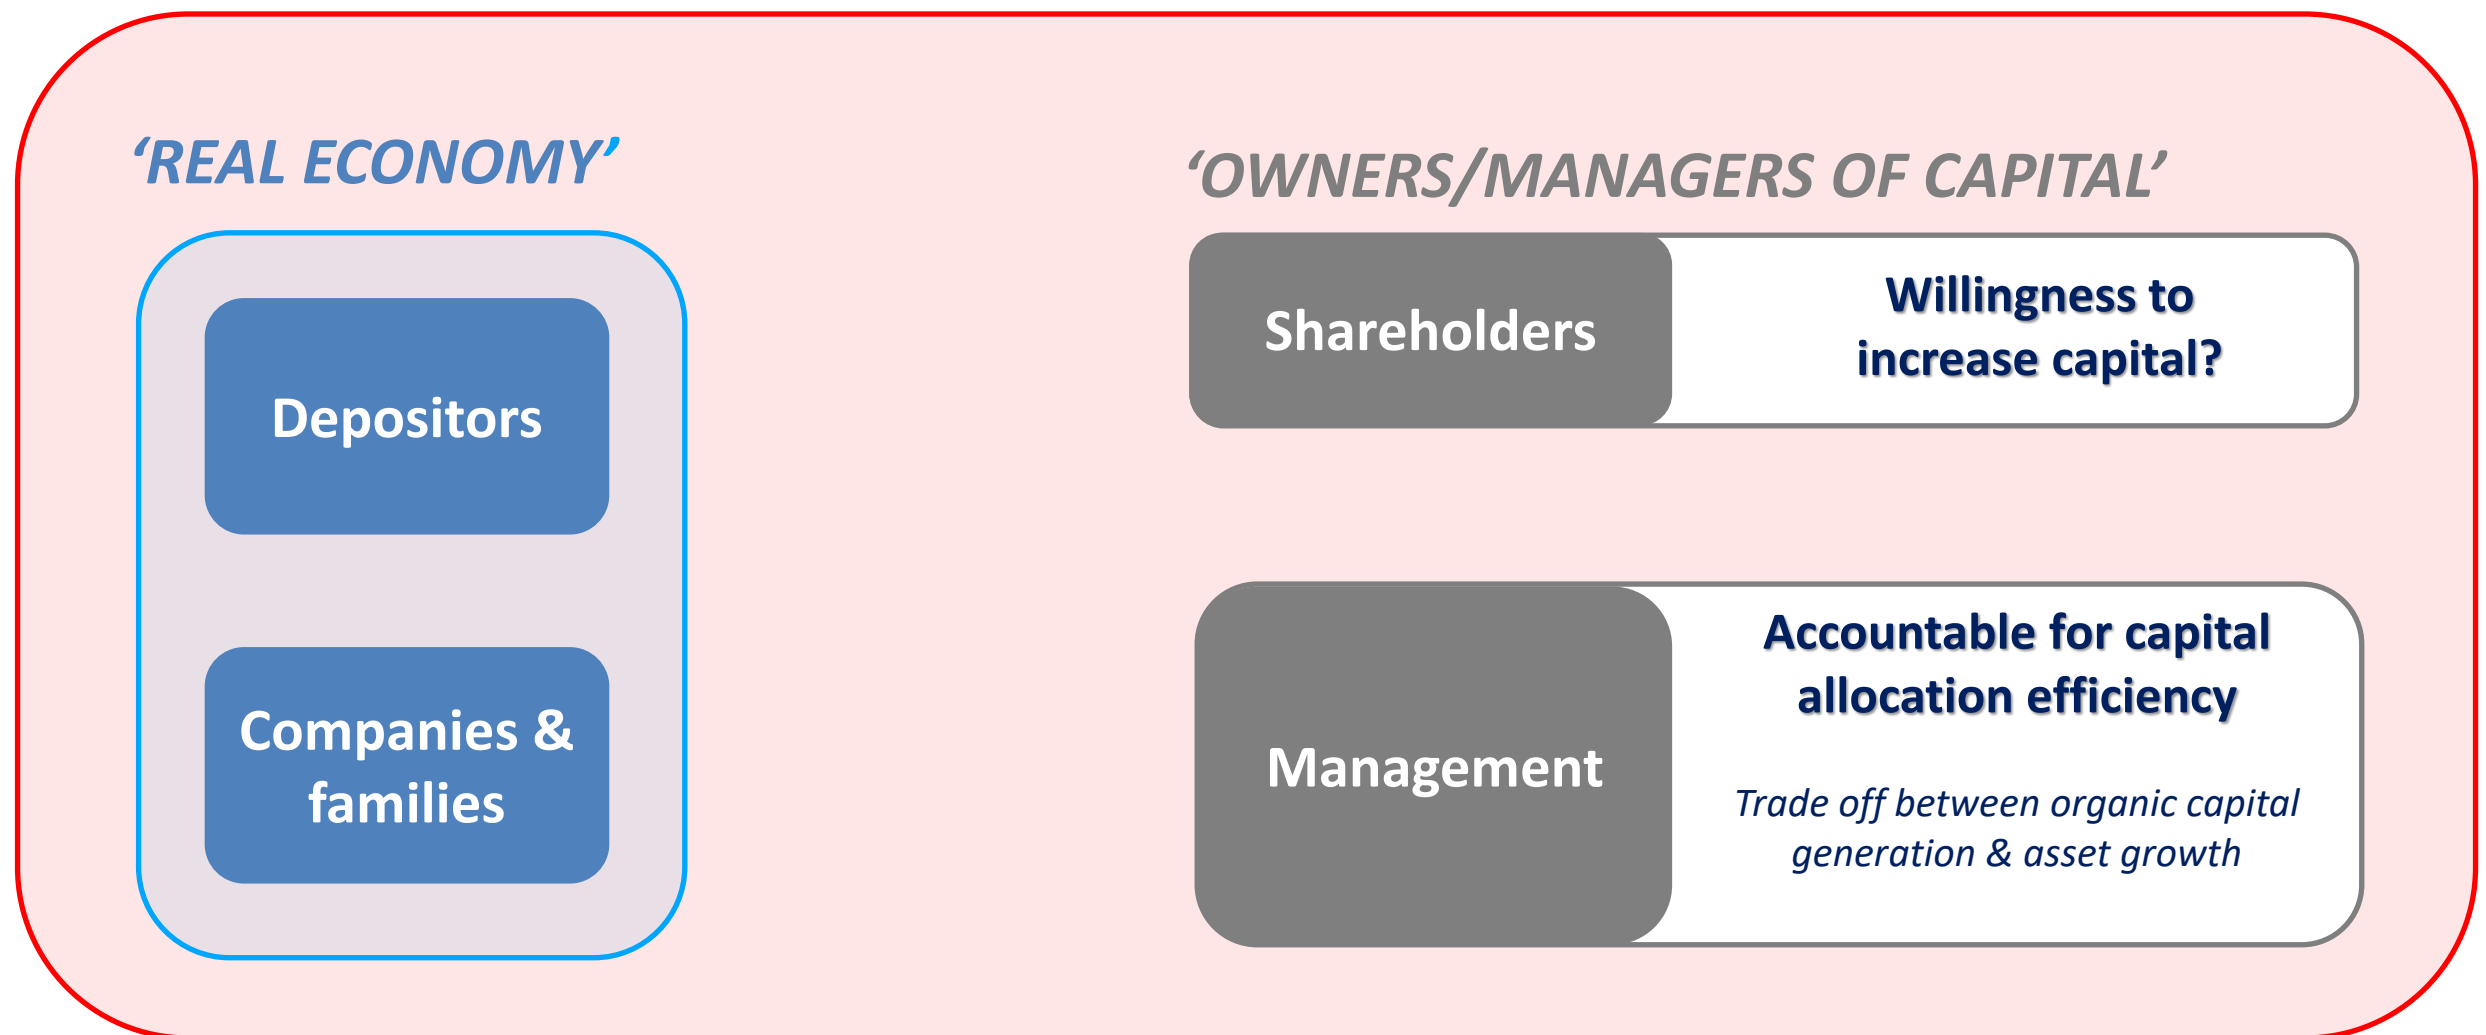 ‘REAL ECONOMY’
Depositors
Companies &
families
‘OWNERS/MANAGERS OF CAPITAL’
Shareholders
Willingness to
increase capital?
Management
Accountable for capital
allocation efficiency
Trade off between organic capital
generation & asset growth